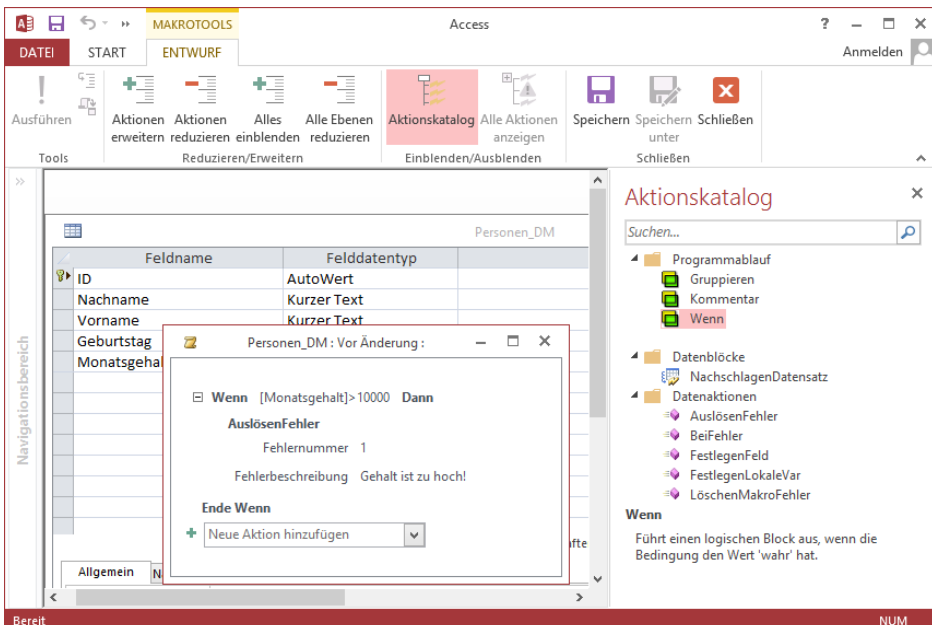 MAKROTOOLS
Access
?
DATEI START ENTWURF
Anmelden
Ausführen
Aktionen erweitern
Aktionen reduzieren
Alles einblenden
Alle Ebenen reduzieren
Aktionskatalog
Alle Aktionen anzeigen
Speichern
Speichern unter
Schließen
Tools
Reduzieren/Erweitern
Einblenden/Ausblenden
Schließen
Navigationsbereich
Personen_DM
Feldname Felddatentyp
ID AutoWert
Nachname Kurzer Text
Vorname Kurzer Text
Geburtstag
Monatsgehal
Personen_DM : Vor Änderung :
Wenn [Monatsgehalt]>10000 Dann
AuslösenFehler
Fehlernummer 1
Fehlerbeschreibung Gehalt ist zu hoch!
Ende Wenn
Neue Aktion hinzufügen
Allgemein
Aktionskatalog
Suchen...
Programmablauf
Gruppieren
Kommentar
Wenn
Datenblöcke
NachschlagenDatensatz
Datenaktionen
AuslösenFehler
BeiFehler
FestlegenFeld
FestlegenLokaleVar
LöschenMakroFehler
Wenn
Führt einen logischen Block aus, wenn die
Bedingung den Wert 'wahr' hat.
Bereit
NUM